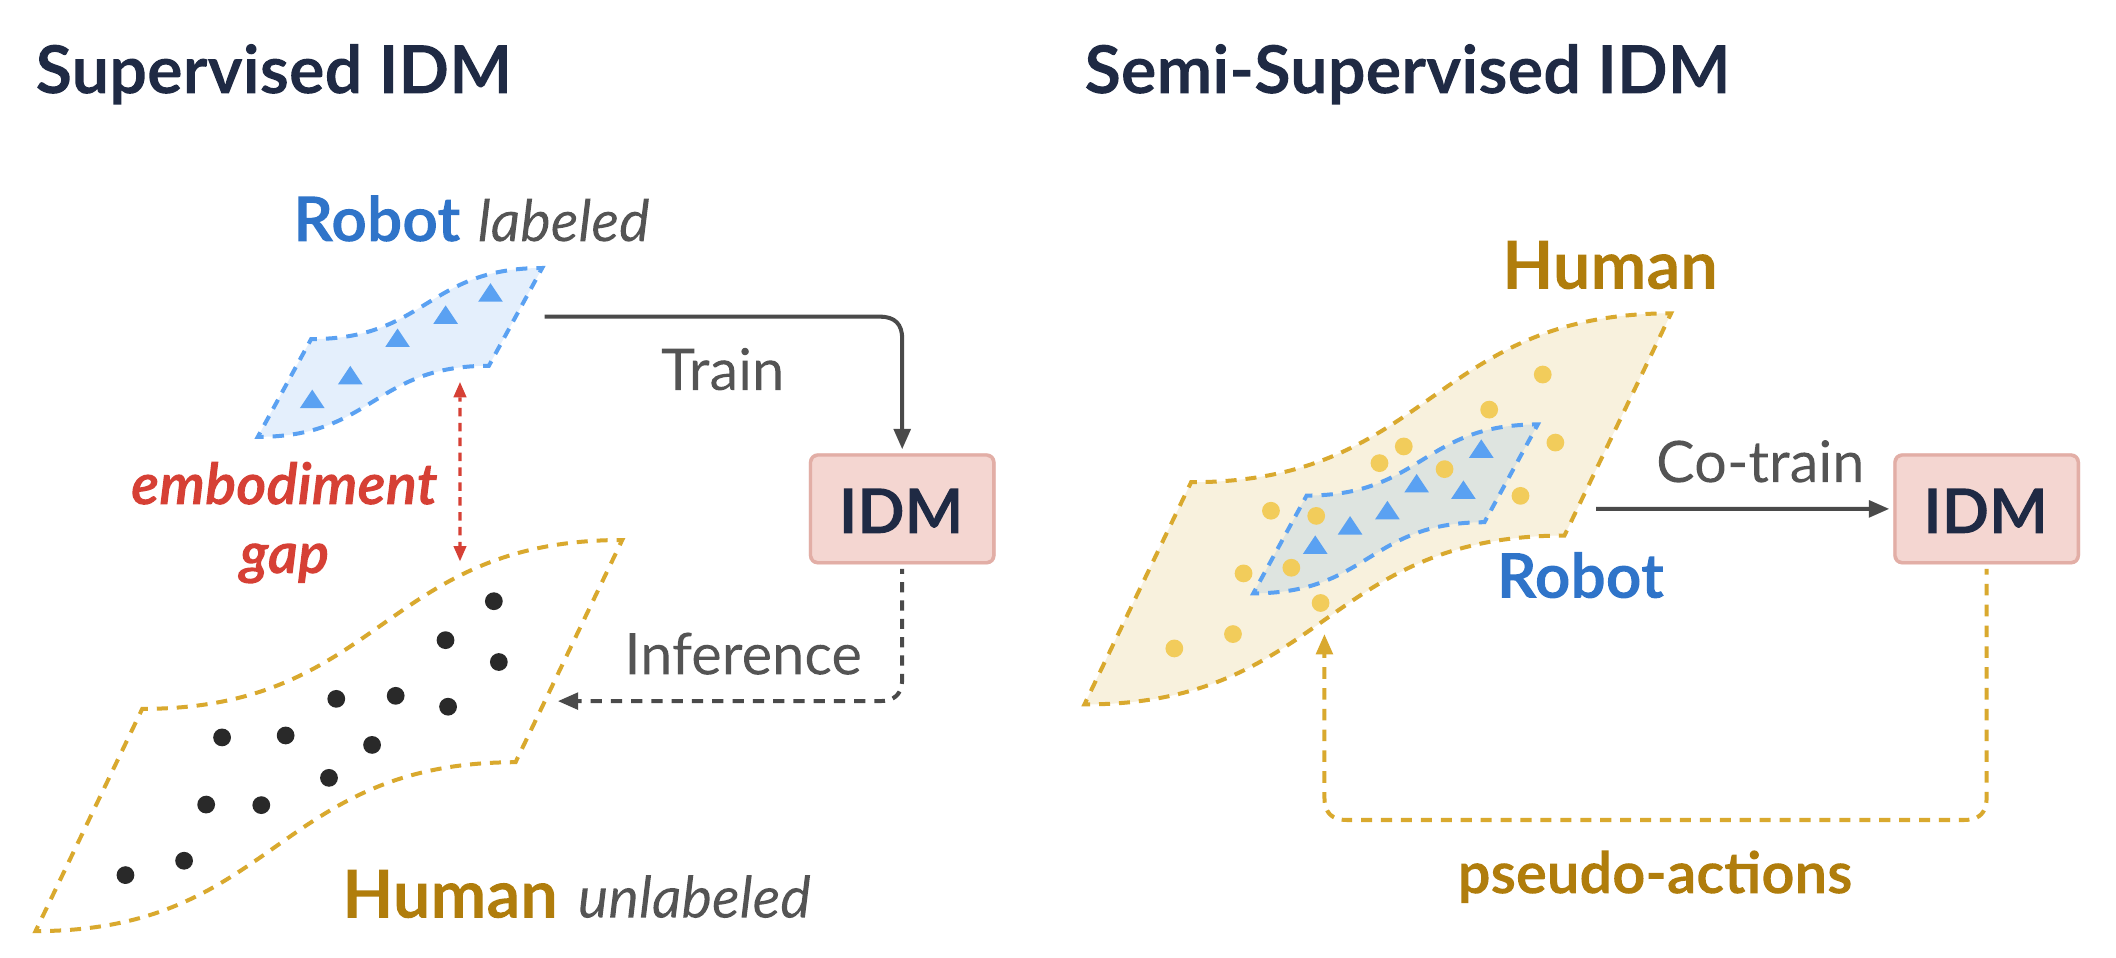 Supervised IDM
Robot labeled
Train
embodiment
gap
IDM
Inference
Human unlabeled
Semi-Supervised IDM
Human
Co-train
IDM
Robot
pseudo-actions